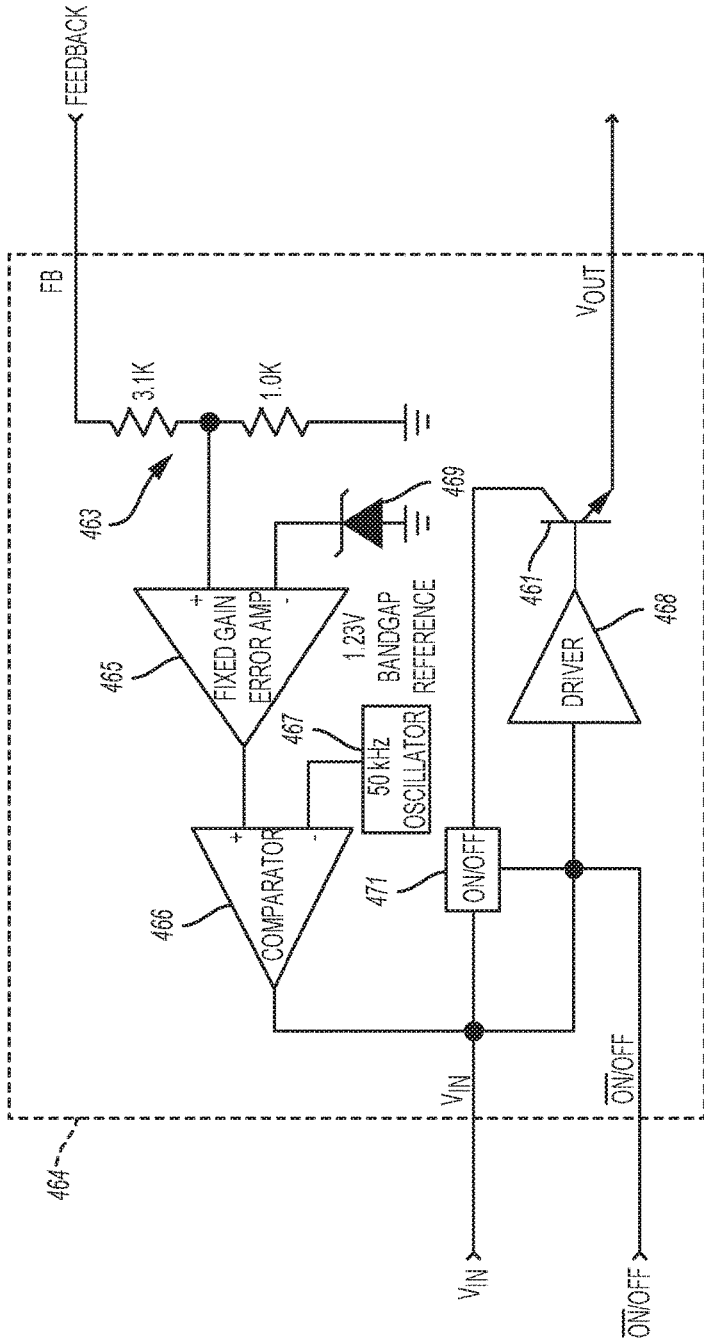 FEEDBACK
FB
3.1K
1.0K
463
469
+
-
FIXED GAIN
ERROR AMP
465
1.23V
BANDGAP
REFERENCE
467
50 kHz
OSCILLATOR
+
-
COMPARATOR
466
471
ON/OFF
461
DRIVER
468
VOUT
VIN
ON/OFF
464
VIN
ON/OFF